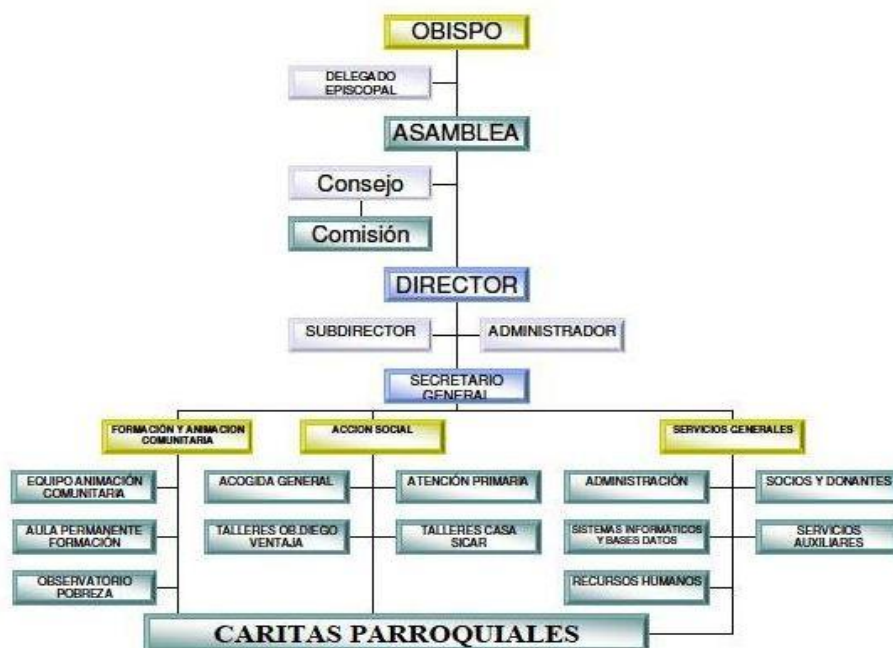 OBISPO
DELEGADO
EPISCOPAL
ASAMBLEA
Consejo
Comisión
DIRECTOR
SUBDIRECTOR
ADMINISTRADOR
SECRETARIO
GENERAL
FORMACIÓN Y ANIMACION
COMUNITARIA
ACCION SOCIAL
SERVICIOS GENERALES
EQUIPO ANIMACIÓN
COMUNITARIA
ACOGIDA GENERAL
ATENCIÓN PRIMARIA
ADMINISTRACIÓN
SOCIOS Y DONANTES
AULA PERMANENTE
FORMACIÓN
TALLERES OB.DIEGO
VENTAJA
TALLERES CASA
SICAR
SISTEMAS INFORMÁTICOS
Y BASES DATOS
SERVICIOS
AUXILIARES
OBSERVATORIO
POBREZA
RECURSOS HUMANOS
CARITAS PARROQUIALES